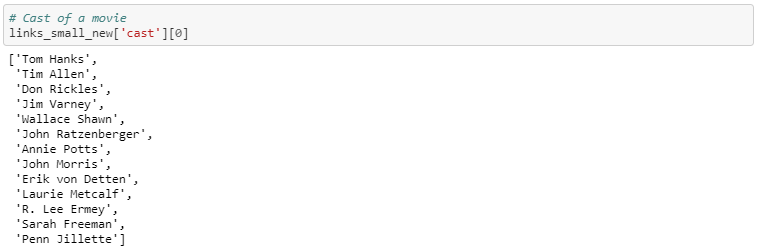 # Cast of a movie
links_small_new['cast'][0]
['Tom Hanks',
'Tim Allen',
'Don Rickles',
'Jim Varney',
'Wallace Shawn',
'John Ratzenberger',
'Annie Potts',
'John Morris',
'Erik von Detten',
'Laurie Metcalf',
'R. Lee Ermey',
'Sarah Freeman',
'Penn Jillette']